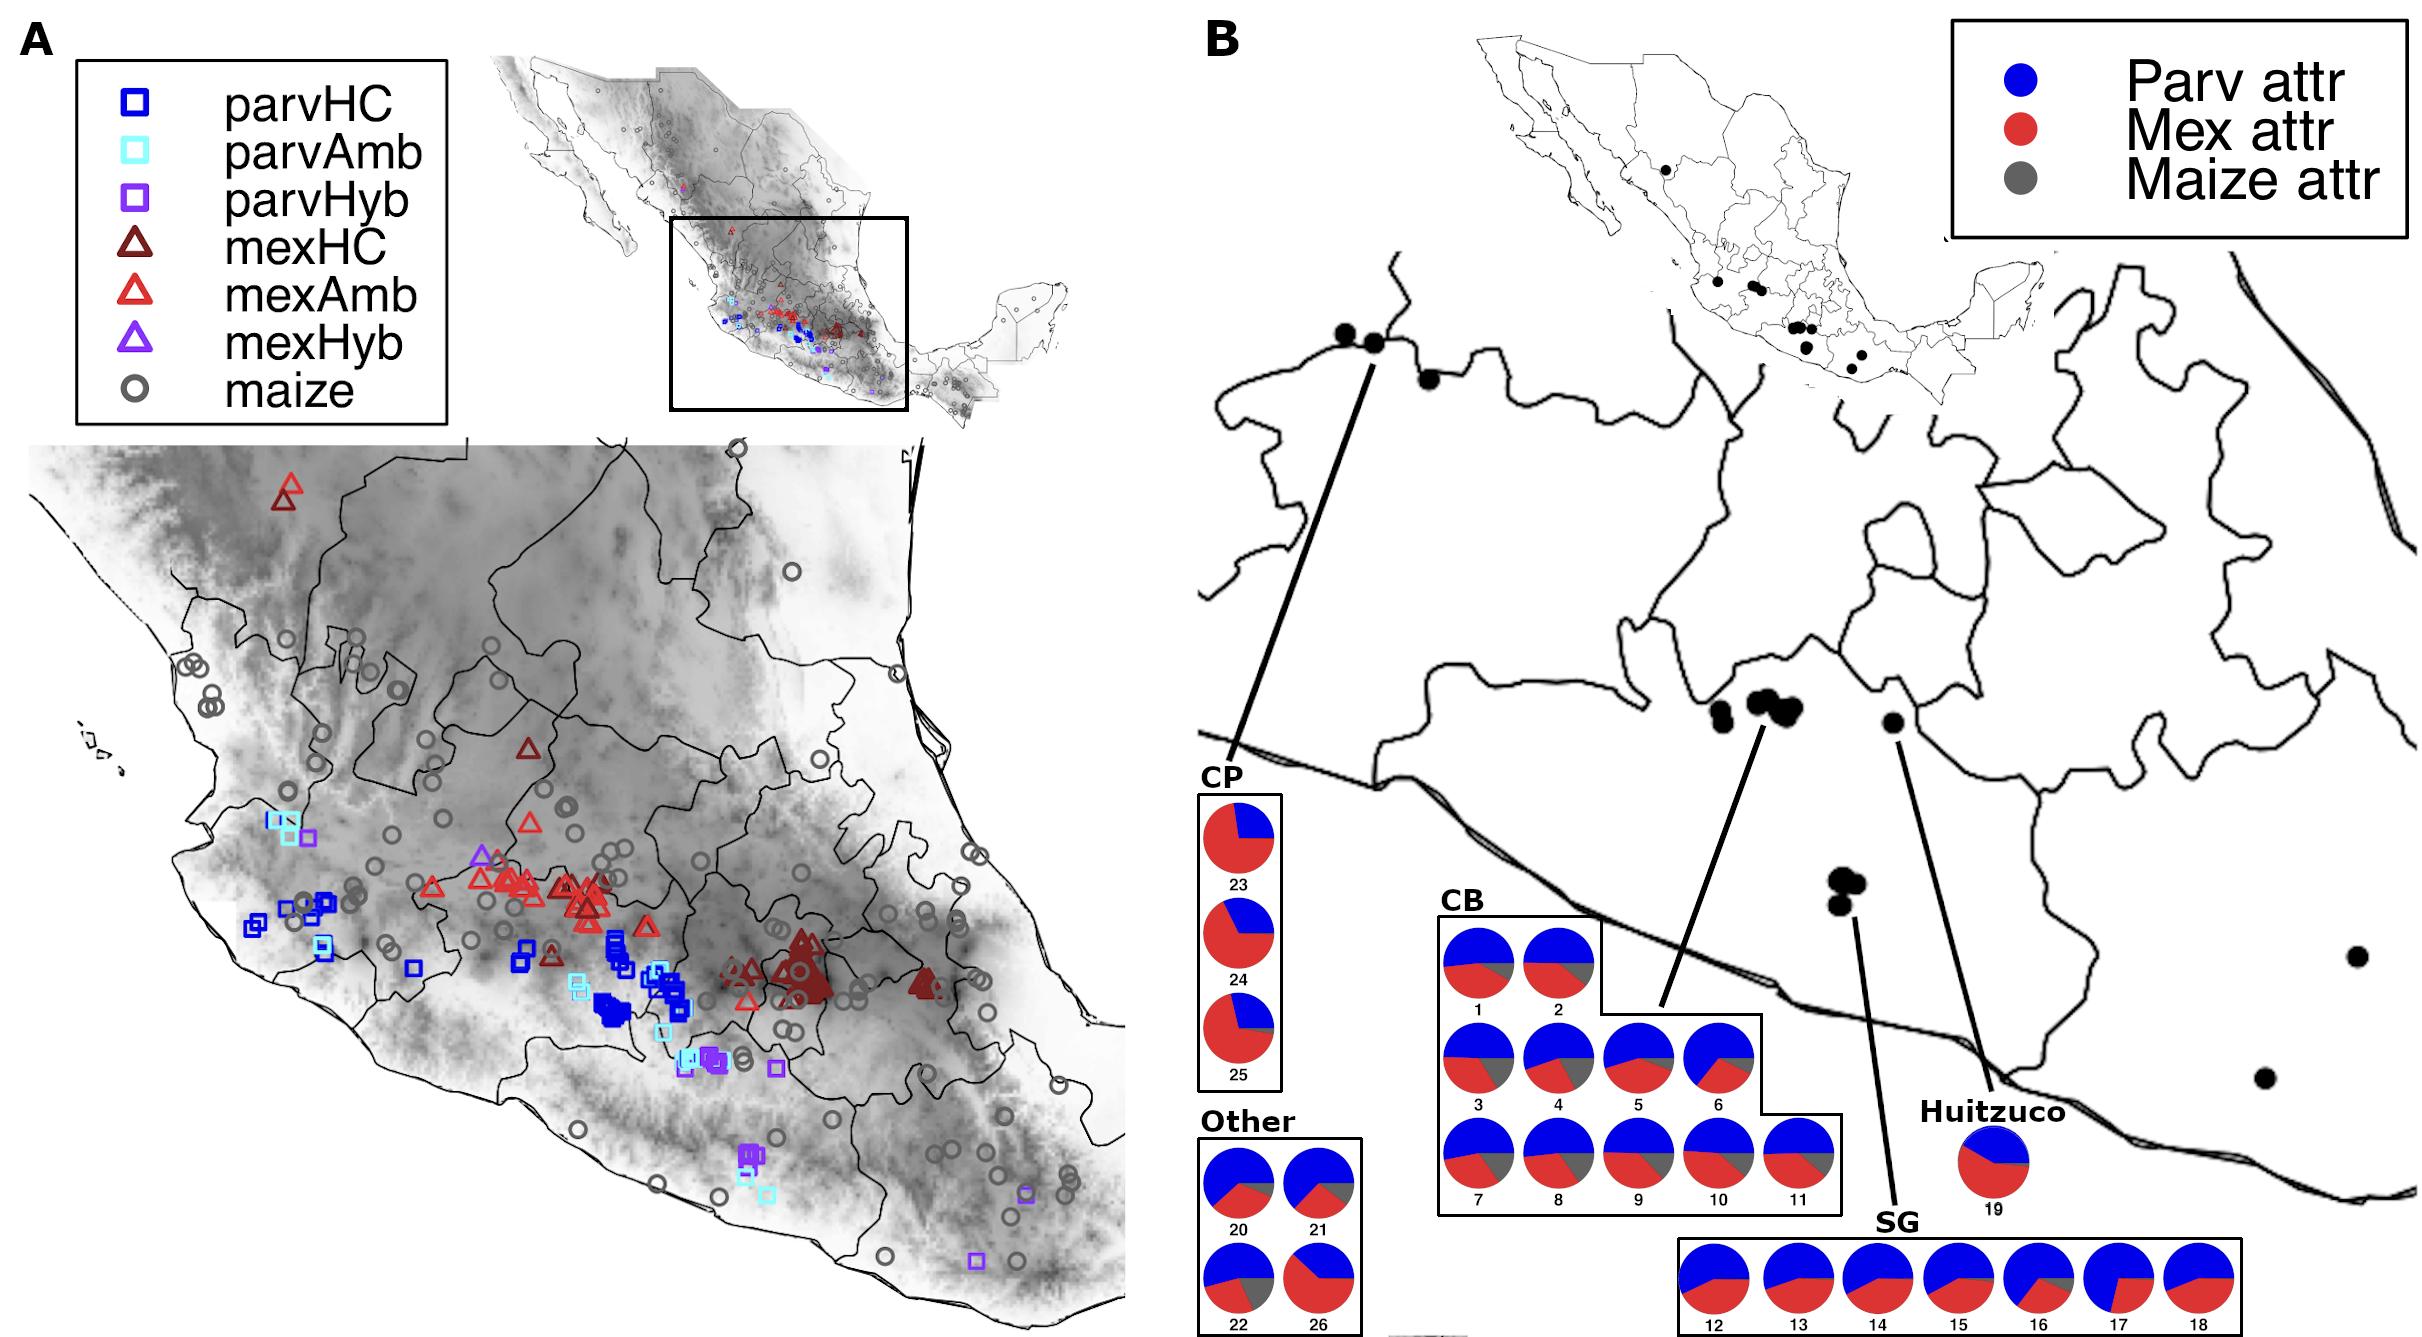 A
parvHC
parvAmb
parvHyb
mexHC
mexAmb
mexHyb
maize
B
Parv attr
Mex attr
Maize attr
CP
23
24
25
Other
20 21
22 26
CB
1 2
3 4 5 6
7 8 9 10 11
Huitzuco
19
SG
12 13 14 15 16 17 18